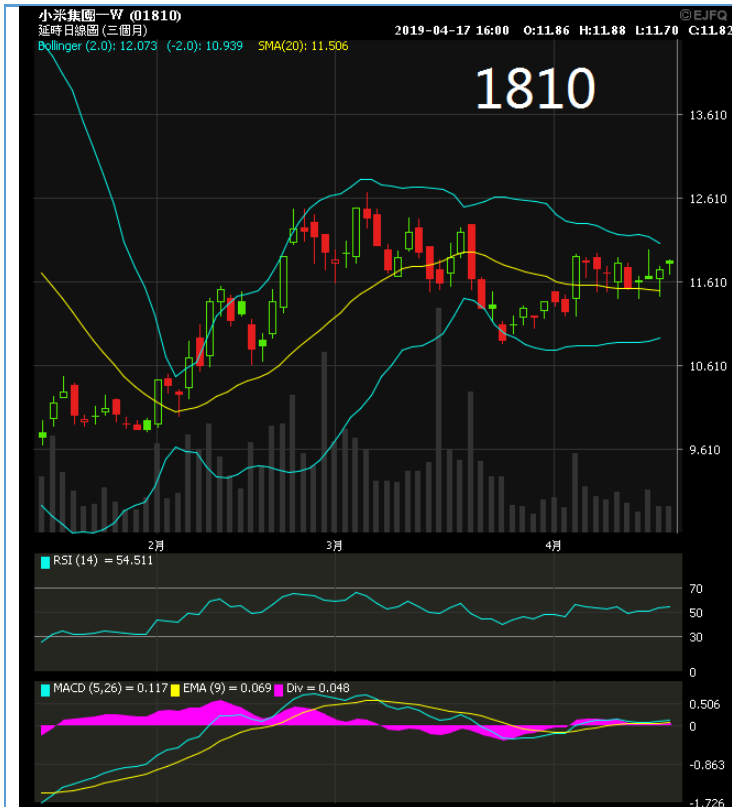 小米集團—W (01810)
©EJFQ
延時日線圖 (三個月)
2019-04-17 16:00 O:11.86 H:11.88 L:11.70 C:11.82
Bollinger (2.0): 12.073 (-2.0): 10.939 SMA(20): 11.506
1810
13.610
12.610
11.610
10.610
9.610
2月 3月 4月
RSI (14) = 54.511
70
50
30
0
MACD (5,26) = 0.117 EMA (9) = 0.069 Div = 0.048
0.506
0
-0.863
-1.726